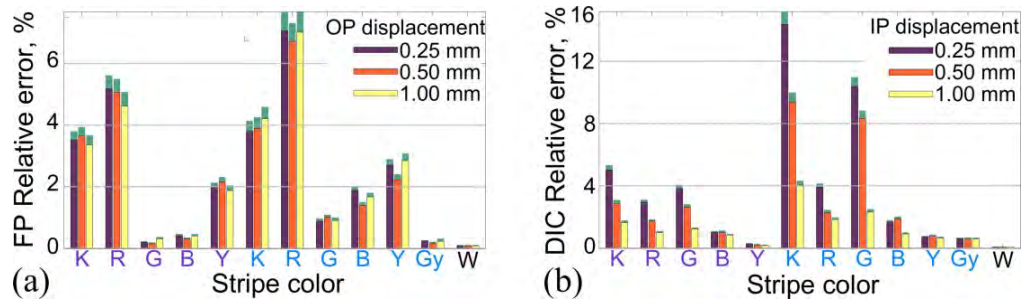 FP Relative error, %
6
4
2
0
OP displacement
0.25 mm
0.50 mm
1.00 mm
K R G B Y K R G B Y Gy W
Stripe color
(a)
DIC Relative error, %
16
12
8
4
0
IP displacement
0.25 mm
0.50 mm
1.00 mm
K R G B Y K R G B Y Gy W
Stripe color
(b)